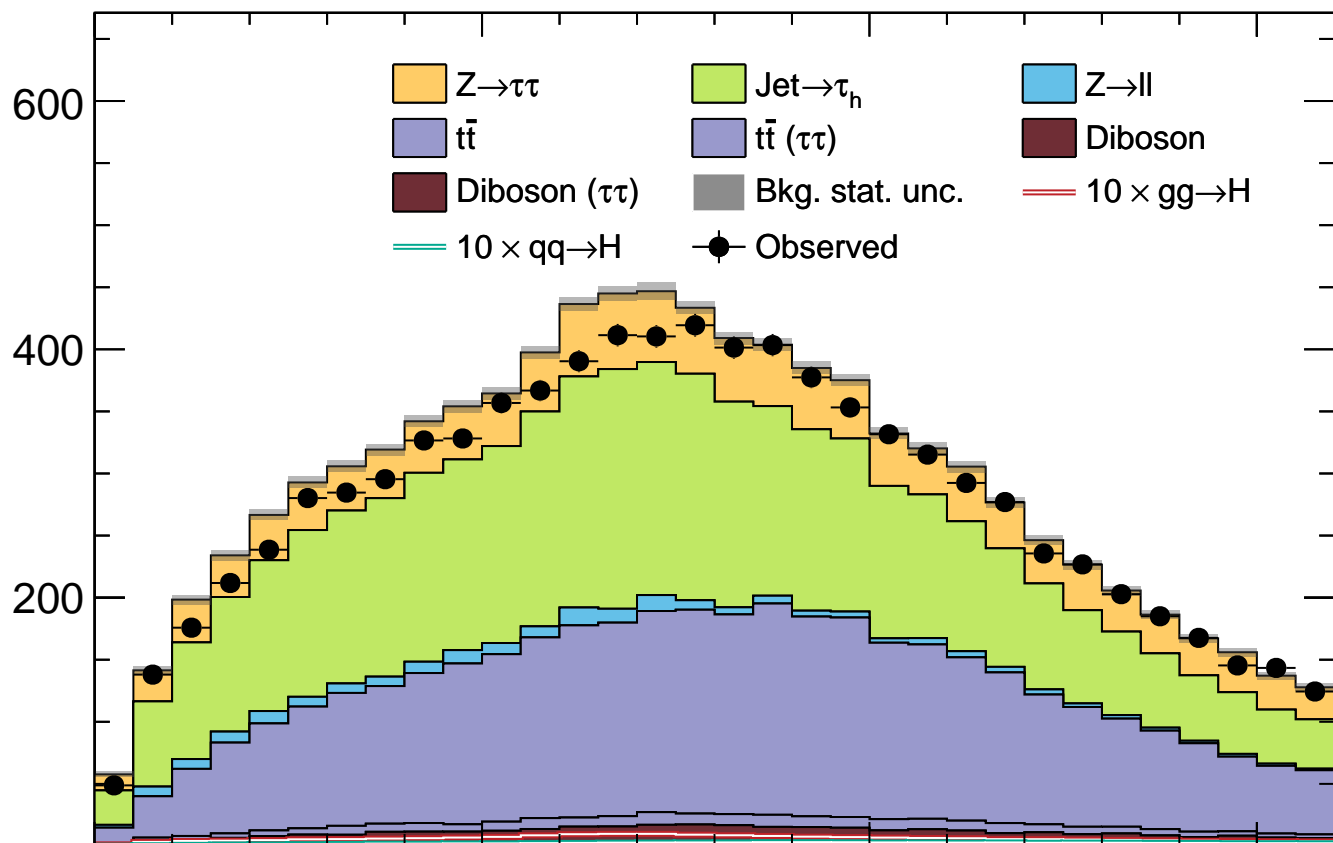 600
Z→ττ Jet→τh Z→ll
tt̄ tt̄ (ττ) Diboson
Diboson (ττ) Bkg. stat. unc. 10 × gg→H
10 × qq→H Observed
400
200